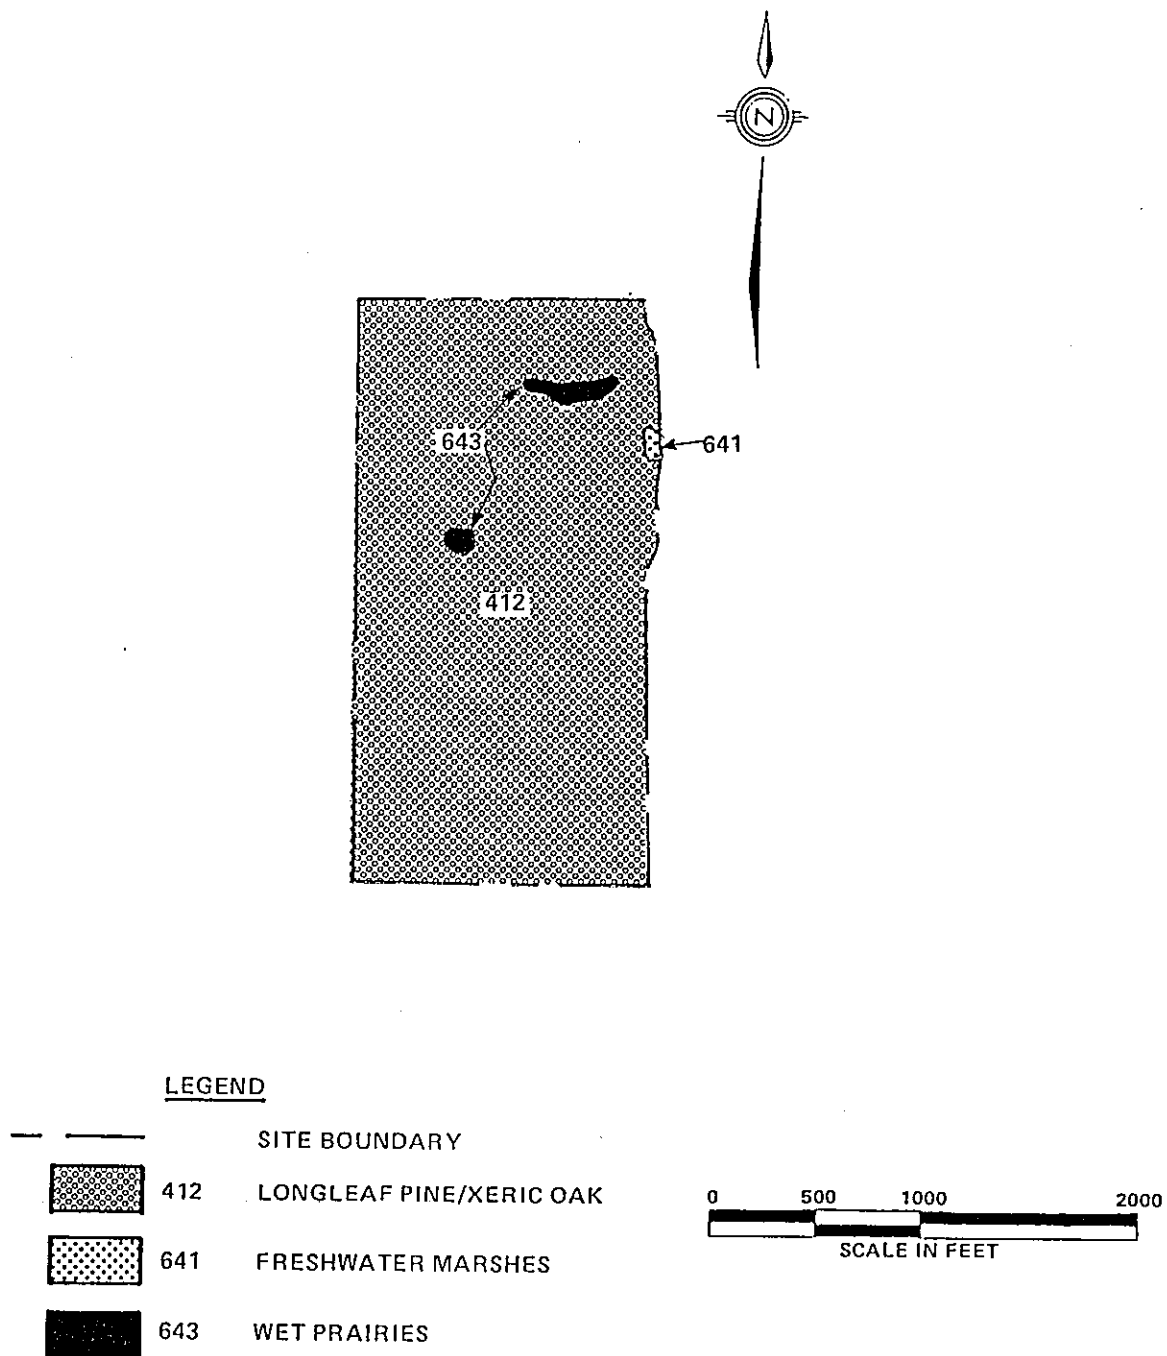 N
643
641
412
LEGEND
SITE BOUNDARY
412 LONGLEAF PINE/XERIC OAK
641 FRESHWATER MARSHES
643 WET PRAIRIES
0 500 1000 2000
SCALE IN FEET